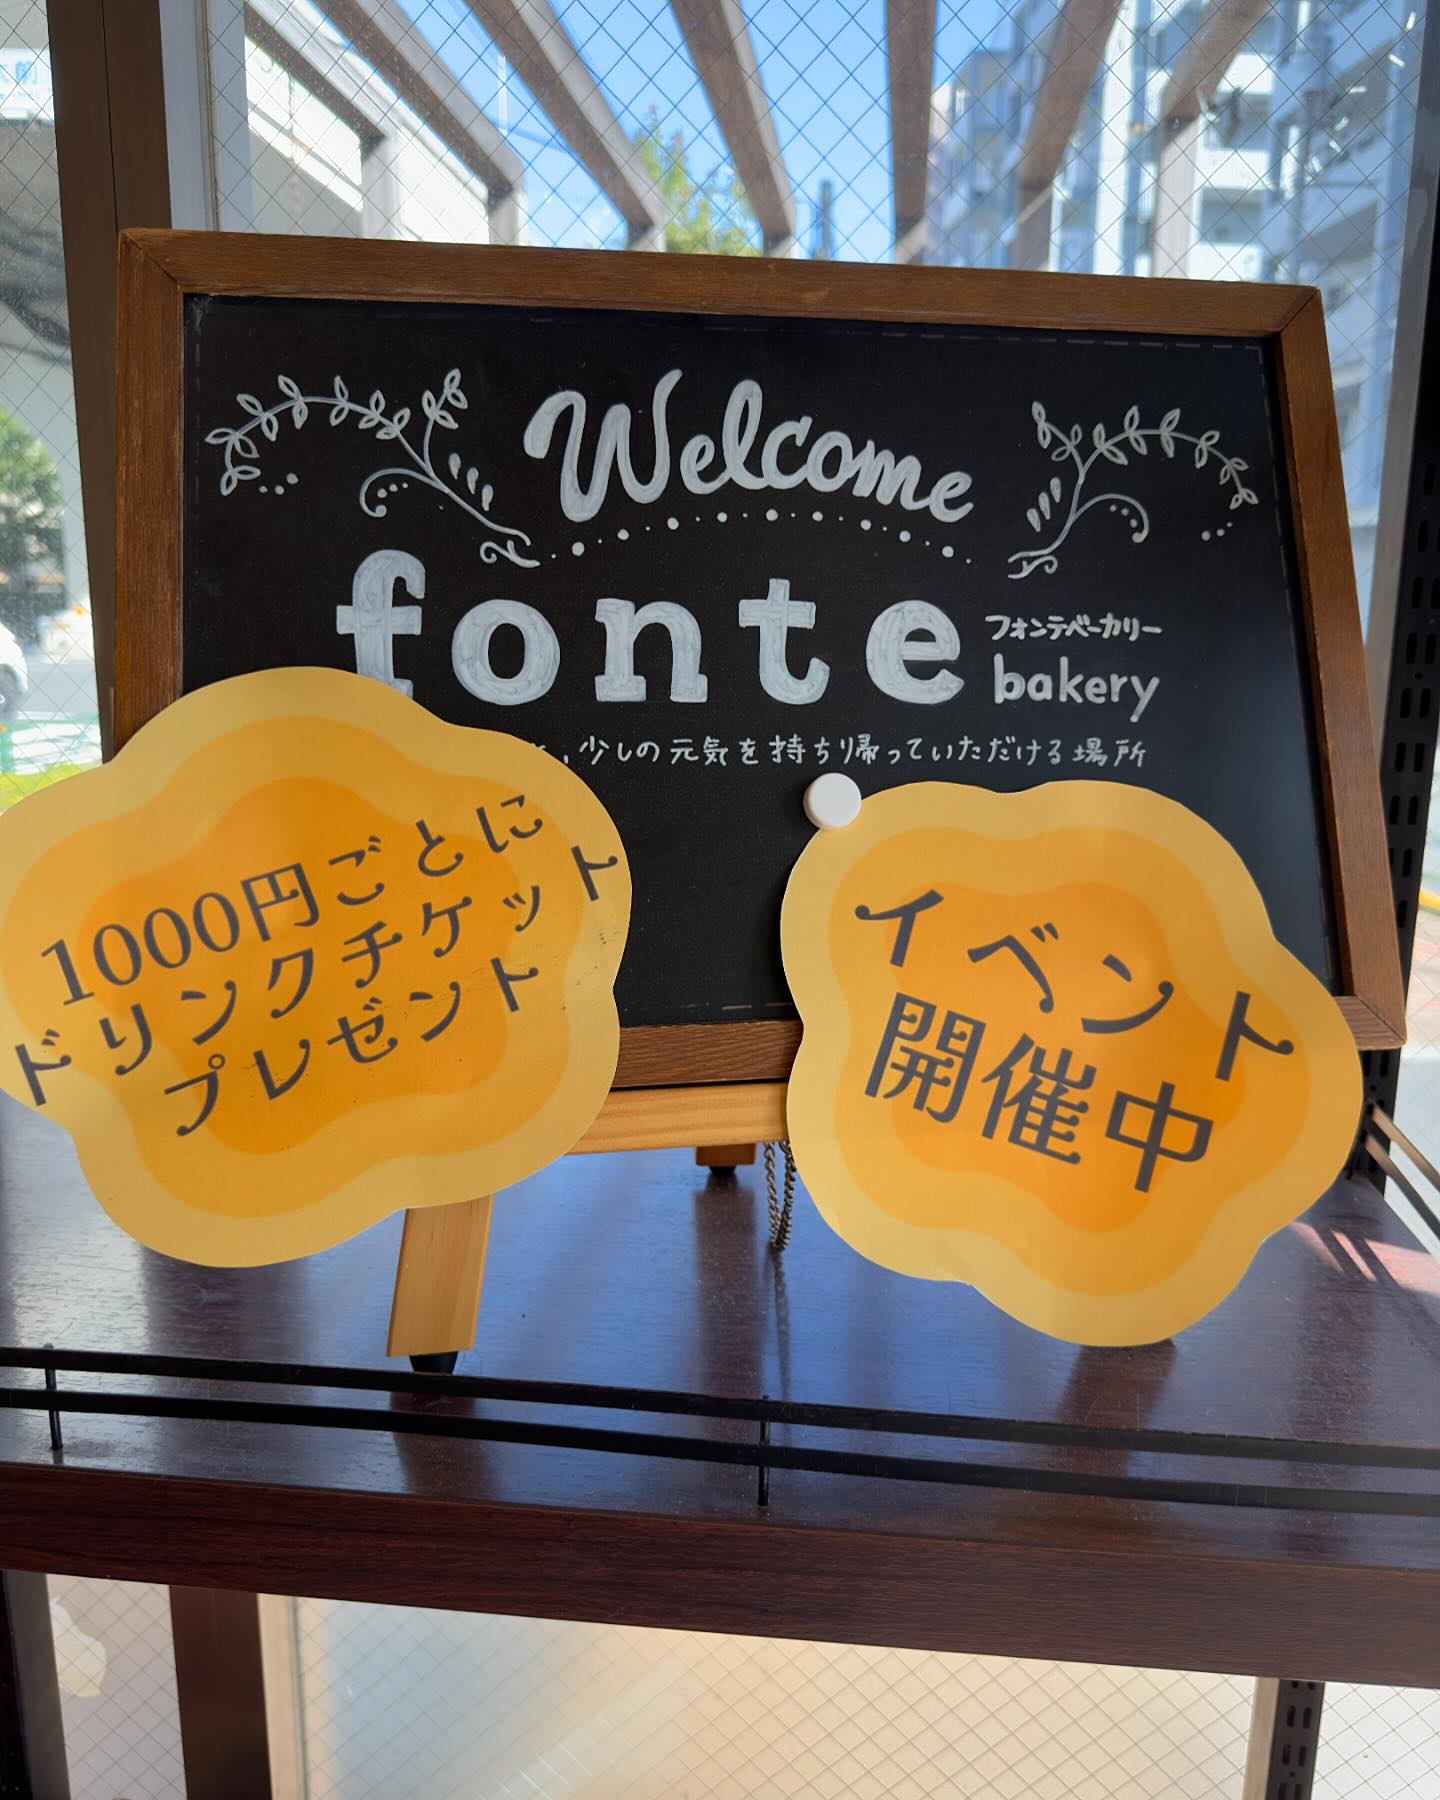 Welcome
fonte
フォンテベーカリー
bakery
、少しの元気を持ち帰っていただける場所
1000円ごとに
ドリンクチケット
プレゼント
イベント
開催中